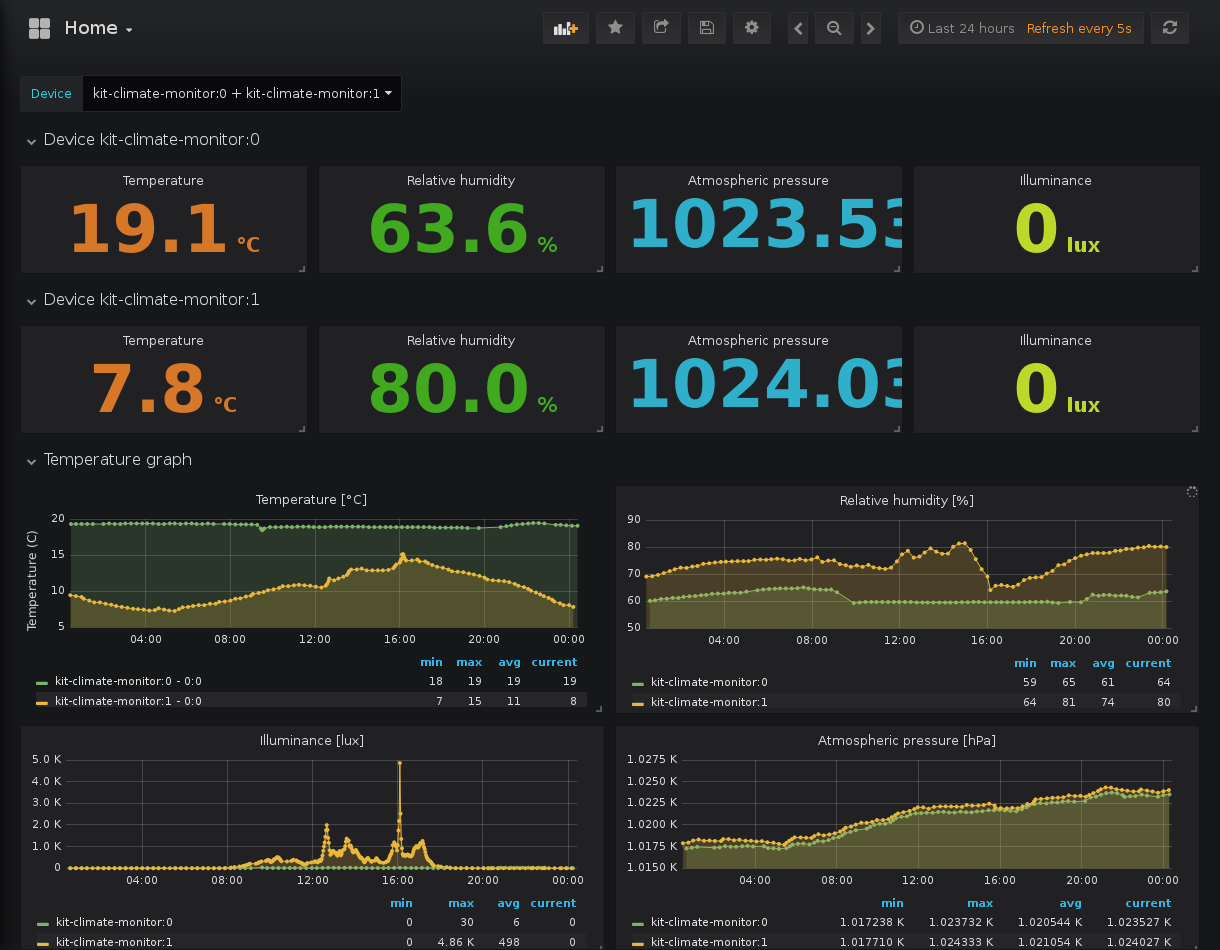 Home
Last 24 hours Refresh every 5s
Device kit-climate-monitor:0 + kit-climate-monitor:1
Device kit-climate-monitor:0
Temperature Relative humidity Atmospheric pressure Illuminance
19.1 °C 63.6 % 1023.53 0 lux
Device kit-climate-monitor:1
Temperature Relative humidity Atmospheric pressure Illuminance
7.8 °C 80.0 % 1024.03 0 lux
Temperature graph
Temperature [°C]
Temperature (C)
20
15
10
5
04:00 08:00 12:00 16:00 20:00 00:00
min max avg current
kit-climate-monitor:0 - 0:0 18 19 19 19
kit-climate-monitor:1 - 0:0 7 15 11 8
Relative humidity [%]
90
80
70
60
50
04:00 08:00 12:00 16:00 20:00 00:00
min max avg current
kit-climate-monitor:0 59 65 61 64
kit-climate-monitor:1 64 81 74 80
Illuminance [lux]
5.0 K
4.0 K
3.0 K
2.0 K
1.0 K
0
04:00 08:00 12:00 16:00 20:00 00:00
min max avg current
kit-climate-monitor:0 0 30 6 0
kit-climate-monitor:1 0 4.86 K 498 0
Atmospheric pressure [hPa]
1.0275 K
1.0250 K
1.0225 K
1.0200 K
1.0175 K
1.0150 K
04:00 08:00 12:00 16:00 20:00 00:00
min max avg current
kit-climate-monitor:0 1.017238 K 1.023732 K 1.020544 K 1.023527 K
kit-climate-monitor:1 1.017710 K 1.024333 K 1.021054 K 1.024027 K